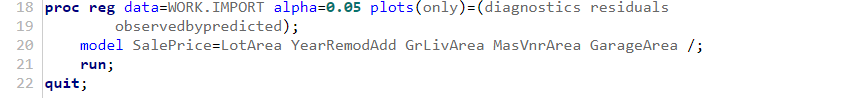 18 proc reg data=WORK.IMPORT alpha=0.05 plots(only)=(diagnostics residuals
19 observedbypredicted);
20 model SalePrice=LotArea YearRemodAdd GrLivArea MasVnrArea GarageArea /;
21 run;
22 quit;